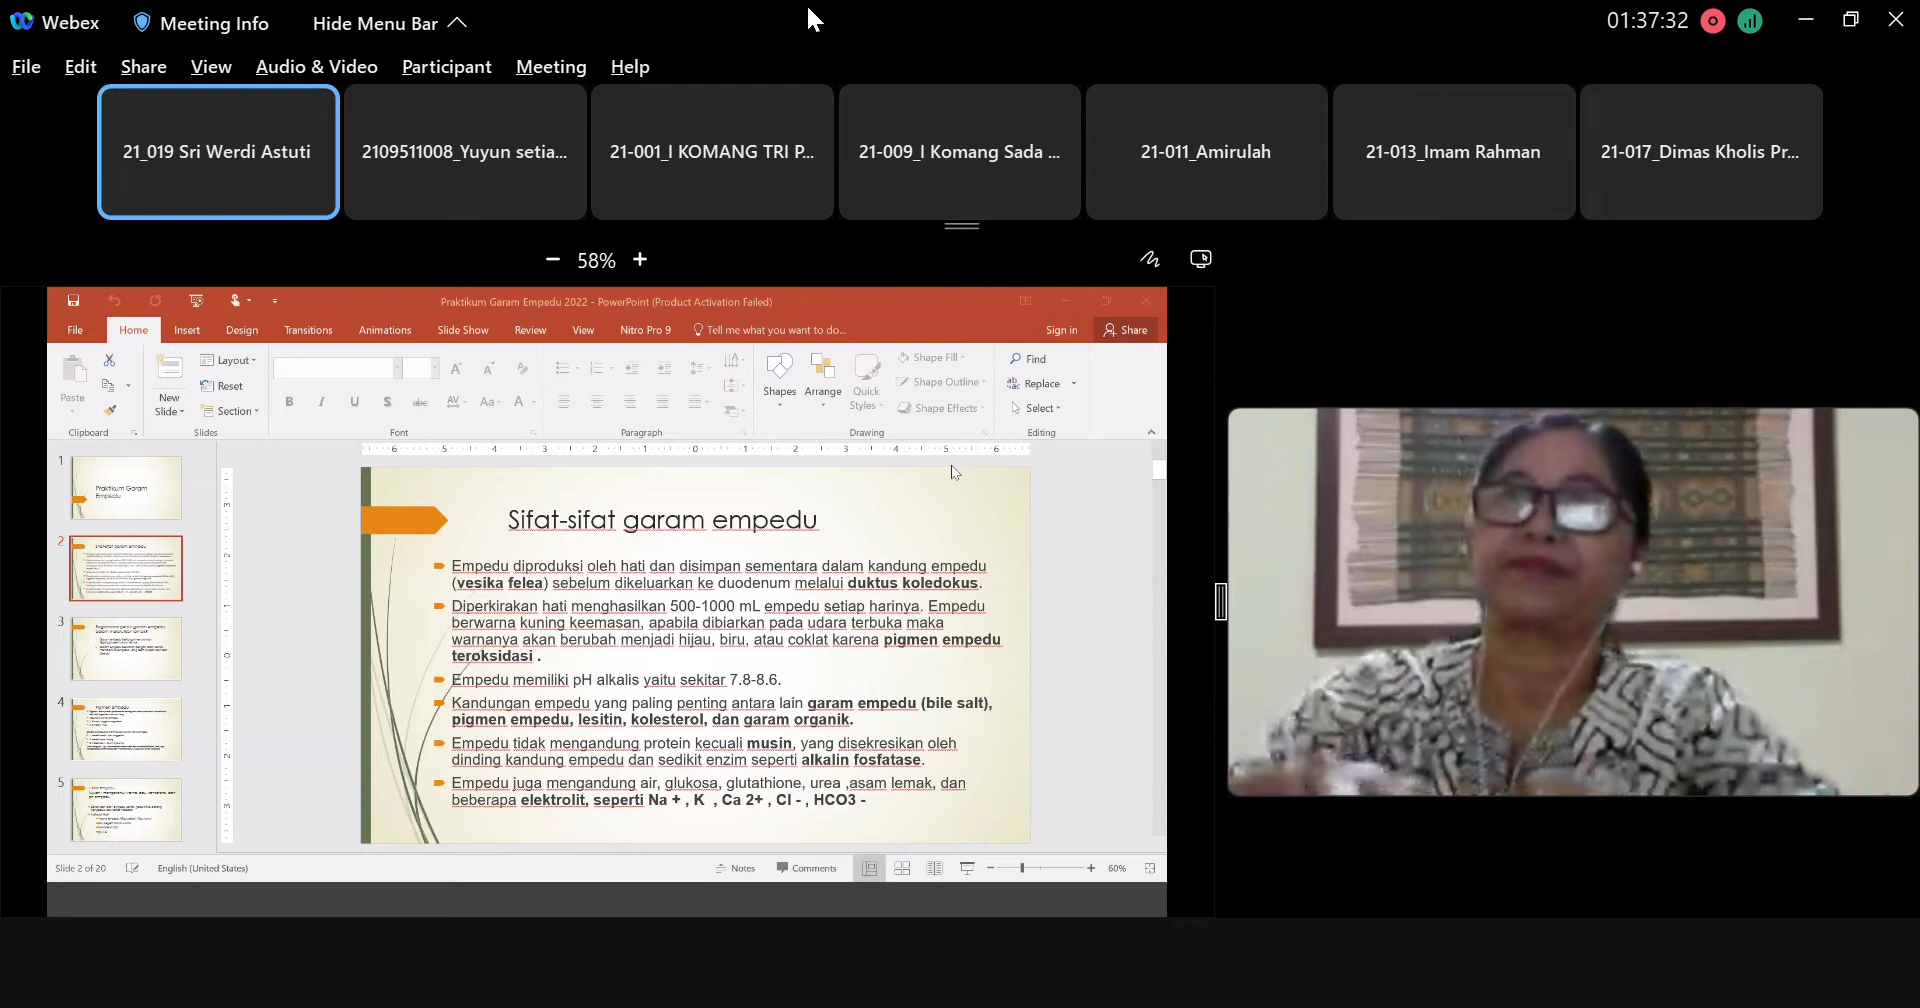 Webex Meeting Info Hide Menu Bar 01:37:32
File Edit Share View Audio & Video Participant Meeting Help
21_019 Sri Werdi Astuti 2109511008_Yuyun setia... 21-001_I KOMANG TRI P... 21-009_I Komang Sada ... 21-011_Amirulah 21-013_Imam Rahman 21-017_Dimas Kholis Pr...
58%
Praktikum Garam Empedu 2022 - PowerPoint (Product Activation Failed)
File Home Insert Design Transitions Animations Slide Show Review View Nitro Pro 9 Tell me what you want to do... Sign in Share
Paste New Slide Layout Reset Section
B I U S abc AV Aa A
Shapes Arrange Quick Styles Shape Fill Shape Outline Shape Effects
Find Replace Select
Clipboard Slides Font Paragraph Drawing Editing
1 Praktikum Garam Empedu
2
3
4
5
Sifat-sifat garam empedu
Empedu diproduksi oleh hati dan disimpan sementara dalam kandung empedu
(vesika felea) sebelum dikeluarkan ke duodenum melalui duktus koledokus.
Diperkirakan hati menghasilkan 500-1000 mL empedu setiap harinya. Empedu
berwarna kuning keemasan, apabila dibiarkan pada udara terbuka maka
warnanya akan berubah menjadi hijau, biru, atau coklat karena pigmen empedu
teroksidasi .
Empedu memiliki pH alkalis yaitu sekitar 7.8-8.6.
Kandungan empedu yang paling penting antara lain garam empedu (bile salt),
pigmen empedu, lesitin, kolesterol, dan garam organik.
Empedu tidak mengandung protein kecuali musin, yang disekresikan oleh
dinding kandung empedu dan sedikit enzim seperti alkalin fosfatase.
Empedu juga mengandung air, glukosa, glutathione, urea ,asam lemak, dan
beberapa elektrolit, seperti Na + , K , Ca 2+ , Cl - , HCO3 -
Slide 2 of 20 English (United States) Notes Comments 60%